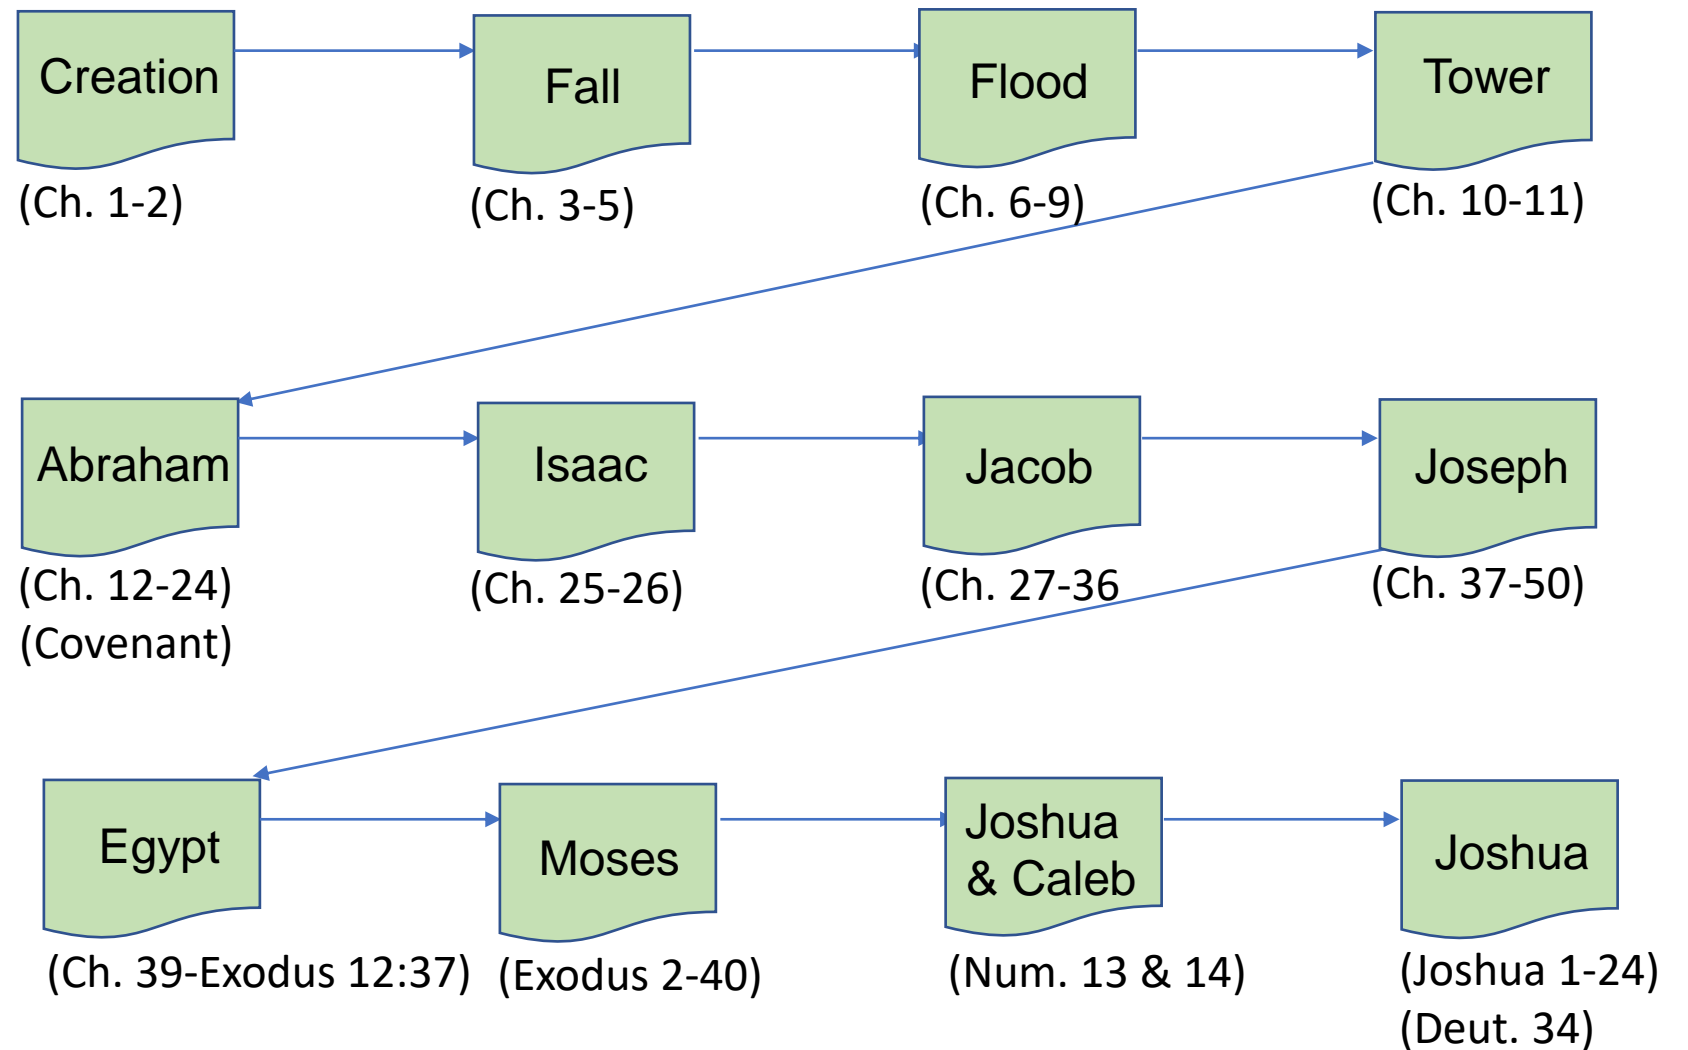 Creation
(Ch. 1-2)
Fall
(Ch. 3-5)
Flood
(Ch. 6-9)
Tower
(Ch. 10-11)
Abraham
(Ch. 12-24)
(Covenant)
Isaac
(Ch. 25-26)
Jacob
(Ch. 27-36
Joseph
(Ch. 37-50)
Egypt
(Ch. 39-Exodus 12:37)
Moses
(Exodus 2-40)
Joshua
& Caleb
(Num. 13 & 14)
Joshua
(Joshua 1-24)
(Deut. 34)